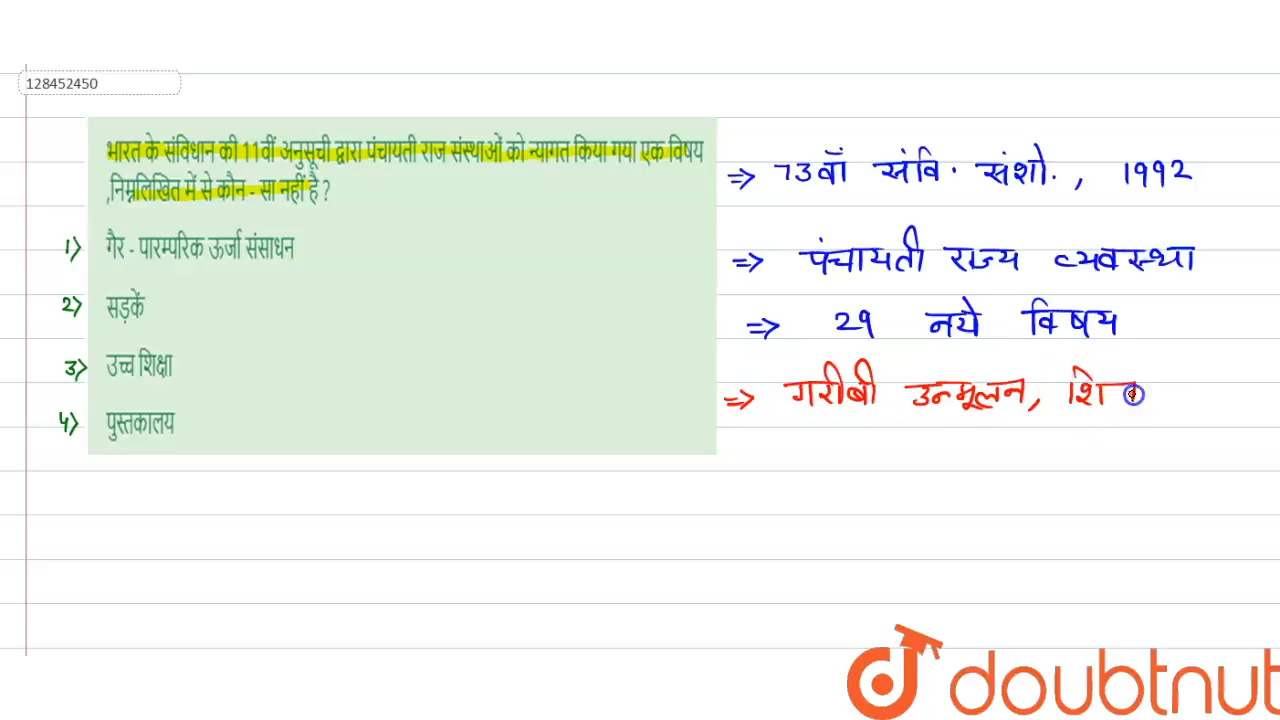 128452450
भारत के संविधान की 11वीं अनुसूची द्वारा पंचायती राज संस्थाओं को न्यागत किया गया एक विषय
,निम्नलिखित में से कौन - सा नहीं है ?
1) गैर - पारम्परिक ऊर्जा संसाधन
2) सड़कें
3) उच्च शिक्षा
4) पुस्तकालय
=> 73वाँ संवि. संशो. , 1992
=> पंचायती राज्य व्यवस्था
=> 29 नये विषय
=> गरीबी उन्मूलन, शि
doubtnut